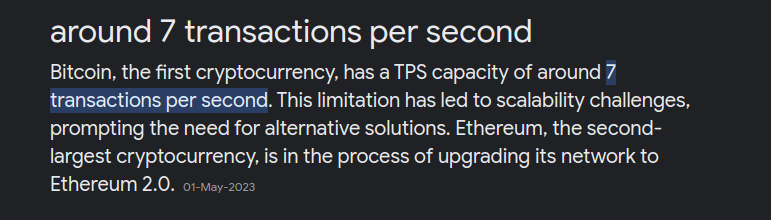 around 7 transactions per second
Bitcoin, the first cryptocurrency, has a TPS capacity of around 7
transactions per second. This limitation has led to scalability challenges,
prompting the need for alternative solutions. Ethereum, the second-
largest cryptocurrency, is in the process of upgrading its network to
Ethereum 2.0. 01-May-2023